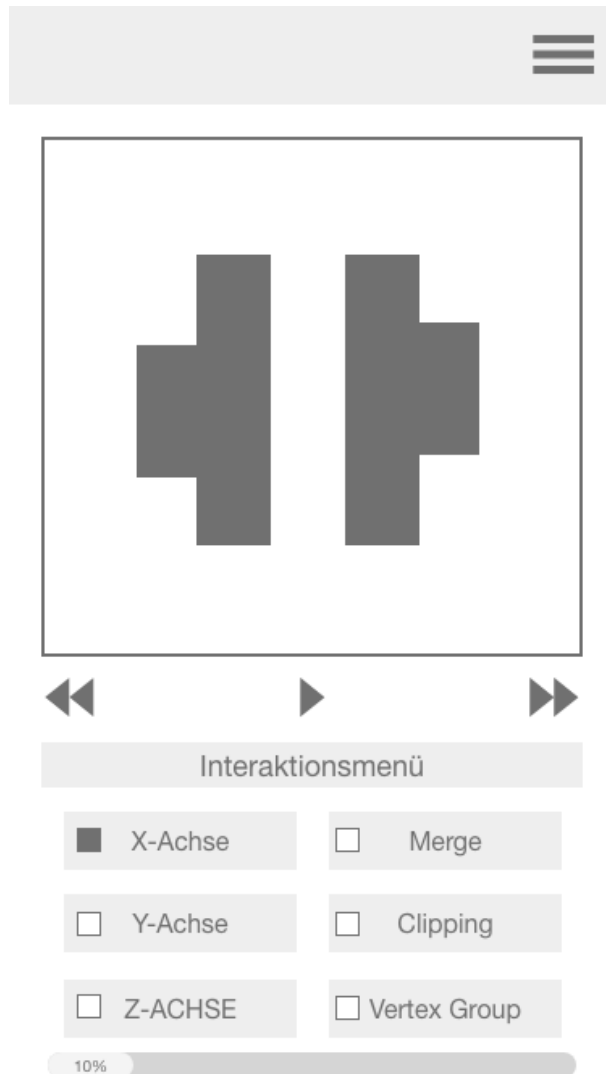 Interaktionsmenü
X-Achse
Merge
Y-Achse
Clipping
Z-ACHSE
Vertex Group
10%